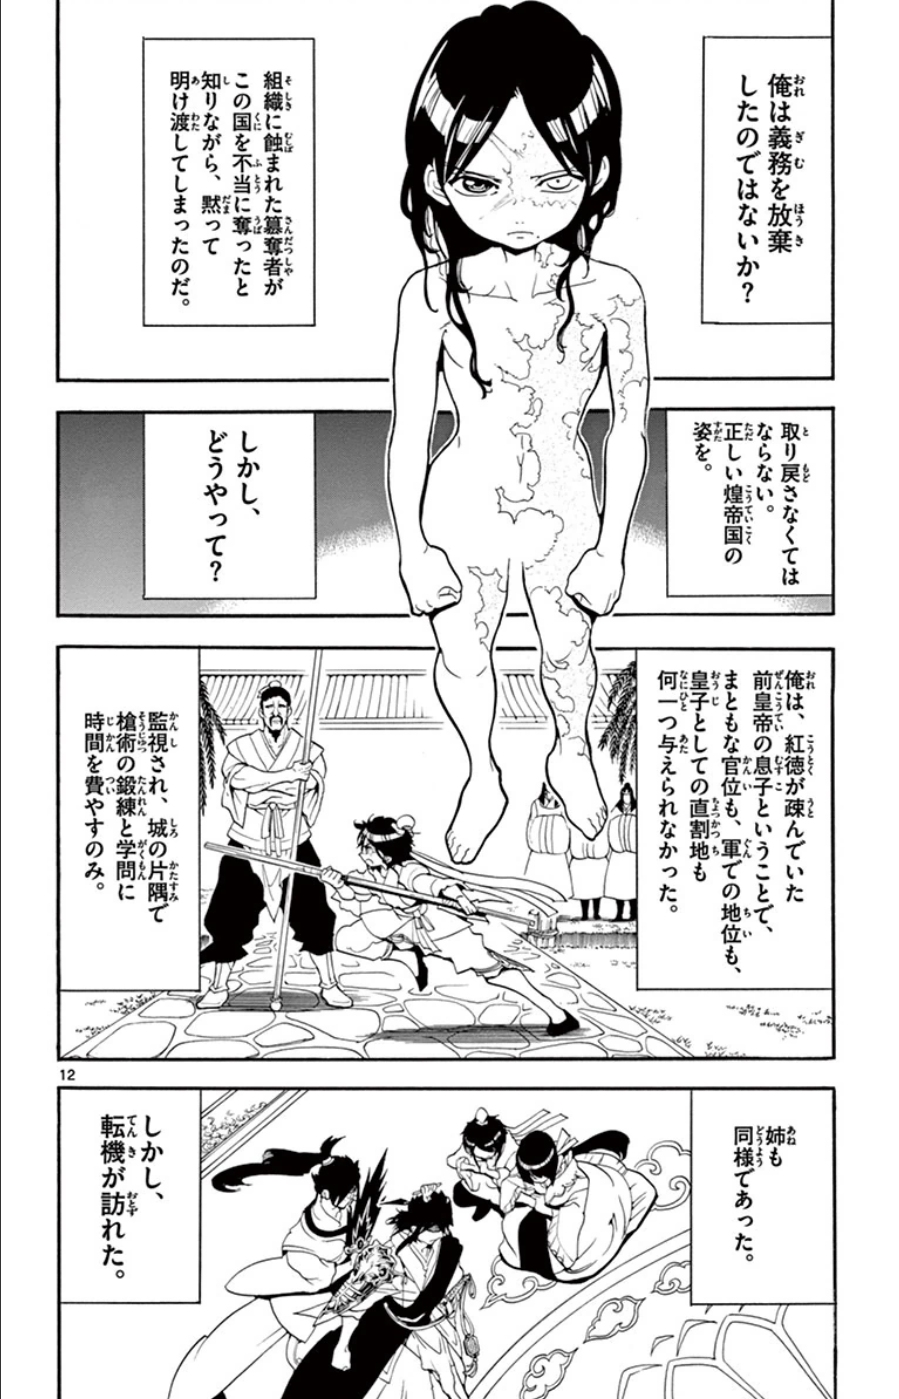 俺は義務を放棄
したのではないか？
組織に蝕まれた簒奪者が
この国を不当に奪ったと
知りながら、黙って
明け渡してしまったのだ。
取り戻さなくては
ならない。
正しい煌帝国の
姿を。
しかし、
どうやって？
俺は、紅徳が疎んでいた
前皇帝の息子ということで、
まともな官位も、軍での地位も、
皇子としての直割地も
何一つ与えられなかった。
監視され、城の片隅で
槍術の鍛練と学問に
時間を費やすのみ。
12
姉も
同様であった。
しかし、
転機が訪れた。